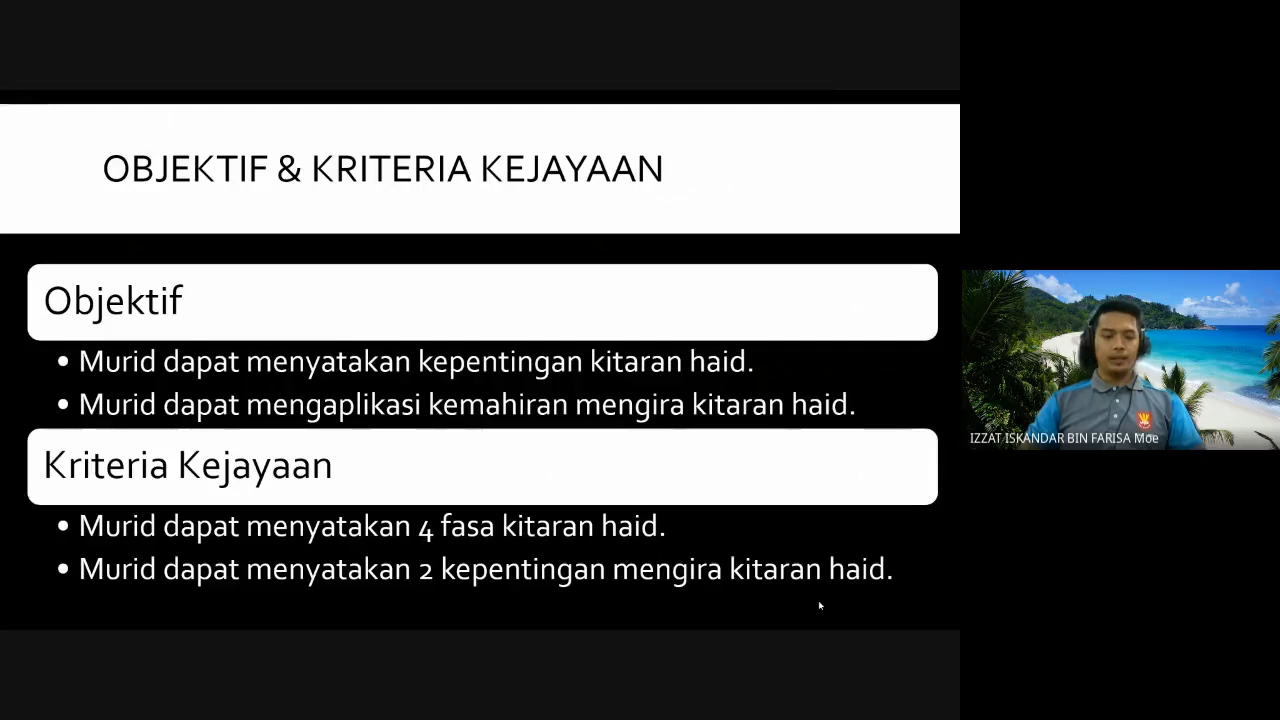 OBJEKTIF & KRITERIA KEJAYAAN
Objektif
• Murid dapat menyatakan kepentingan kitaran haid.
• Murid dapat mengaplikasi kemahiran mengira kitaran haid.
Kriteria Kejayaan
• Murid dapat menyatakan 4 fasa kitaran haid.
• Murid dapat menyatakan 2 kepentingan mengira kitaran haid.
IZZAT ISKANDAR BIN FARISA Moe